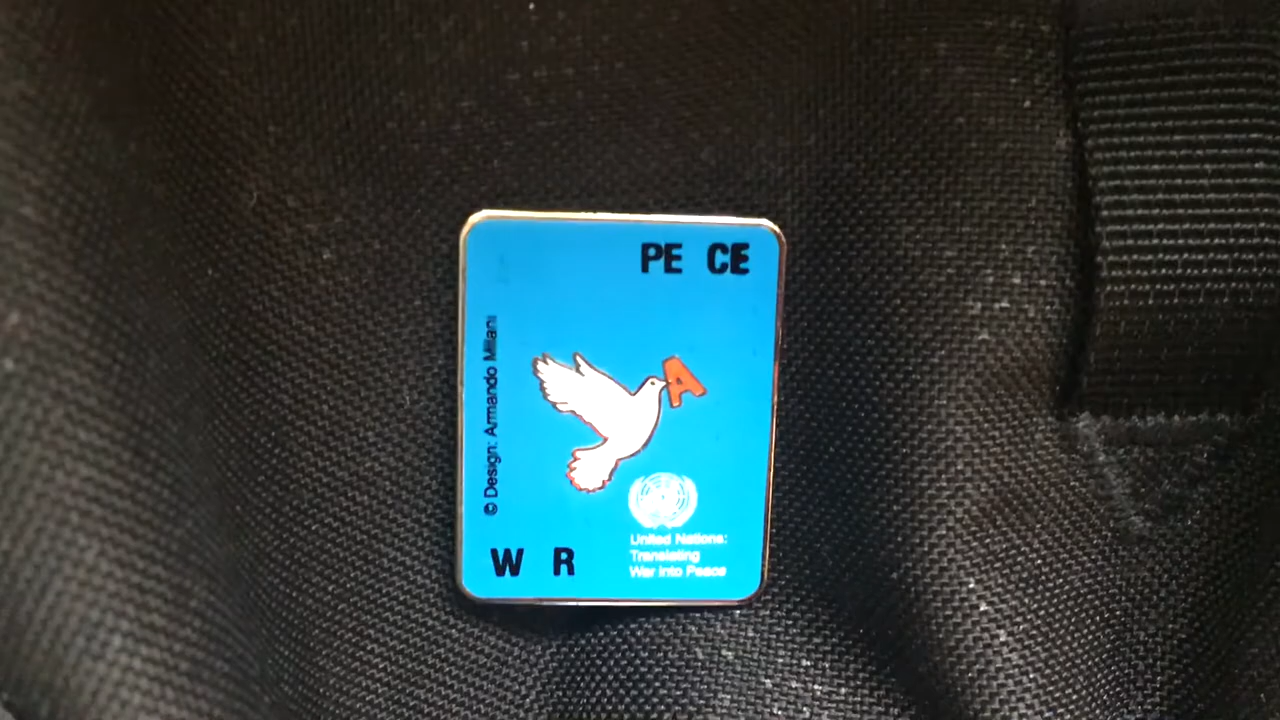 PE CE
A
© Design: Armando Milani
W R
United Nations:
Translating
War into Peace